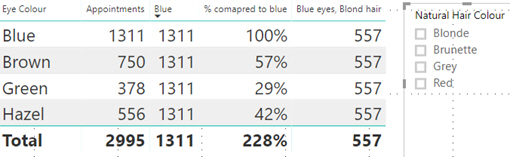 Eye Colour Appointments Blue % comapred to blue Blue eyes, Blond hair
Blue 1311 1311 100% 557
Brown 750 1311 57% 557
Green 378 1311 29% 557
Hazel 556 1311 42% 557
Total 2995 1311 228% 557
Natural Hair Colour
Blonde
Brunette
Grey
Red